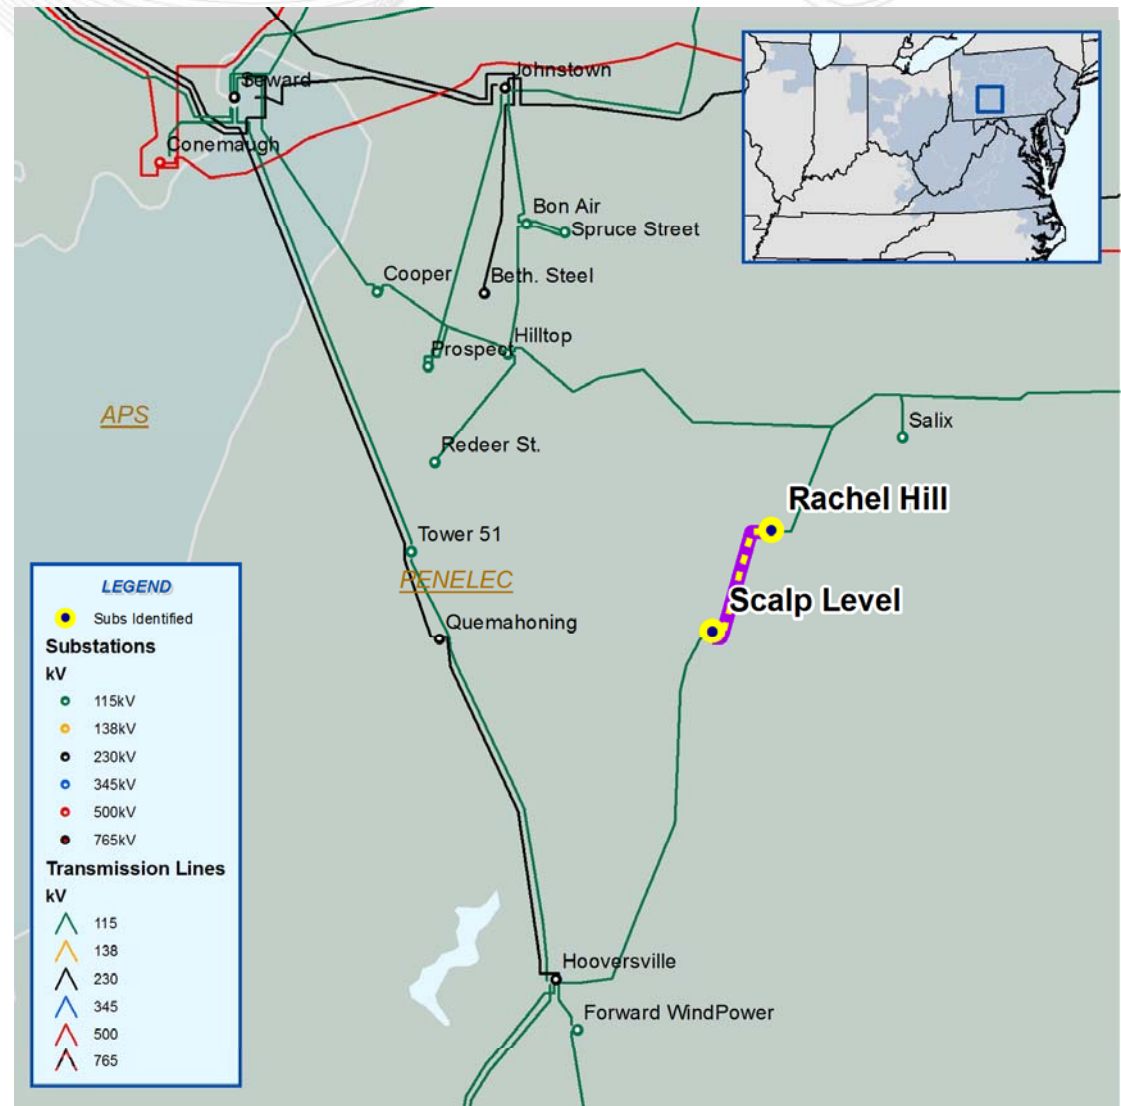 Seward
Johnstown
Conemaugh
Bon Air
Spruce Street
Cooper
Beth. Steel
Hilltop
Prospect
APS
Salix
Redeer St.
Rachel Hill
Tower 51
PENELEC
Scalp Level
Quemahoning
Hooversville
Forward WindPower
LEGEND
Subs Identified
Substations
kV
115kV
138kV
230kV
345kV
500kV
765kV
Transmission Lines
kV
115
138
230
345
500
765